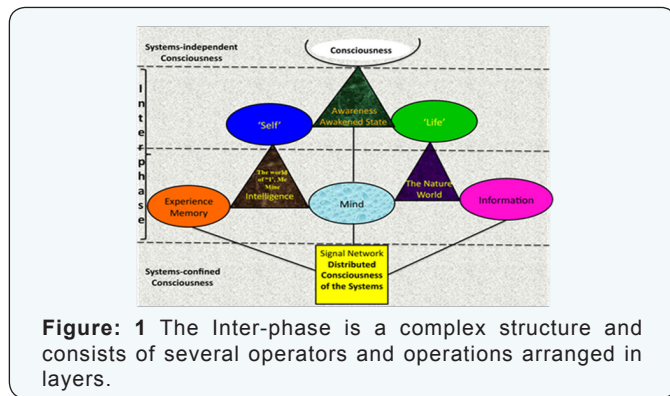 Systems-independent
Consciousness
Consciousness
Interphase
Awareness
Awakened State
'Self'
'Life'
The world
of "I', Me
Mine
Intelligence
The Nature
World
Experience
Memory
Mind
Information
Signal Network
Distributed
Consciousness
of the Systems
Systems-confined
Consciousness
Figure: 1 The Inter-phase is a complex structure and
consists of several operators and operations arranged in
layers.